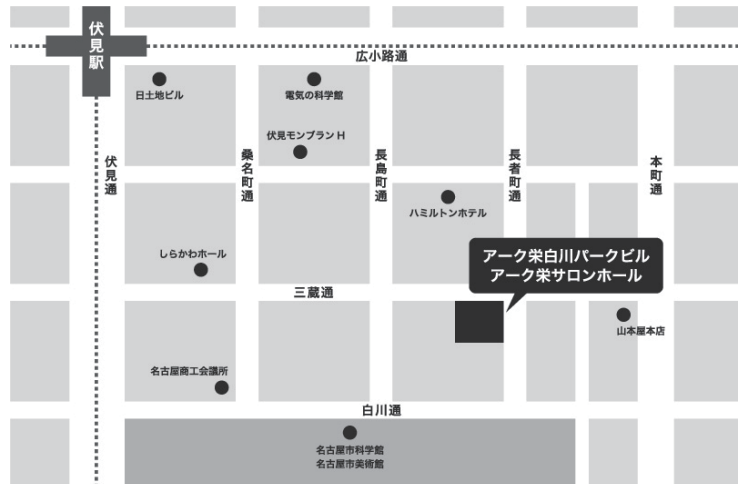 伏見駅
広小路通
日土地ビル
電気の科学館
伏見モンブラン H
伏見通
桑名町通
長島町通
長者町通
本町通
ハミルトンホテル
しらかわホール
アーク栄白川パークビル
アーク栄サロンホール
三蔵通
山本屋本店
名古屋商工会議所
白川通
名古屋市科学館
名古屋市美術館